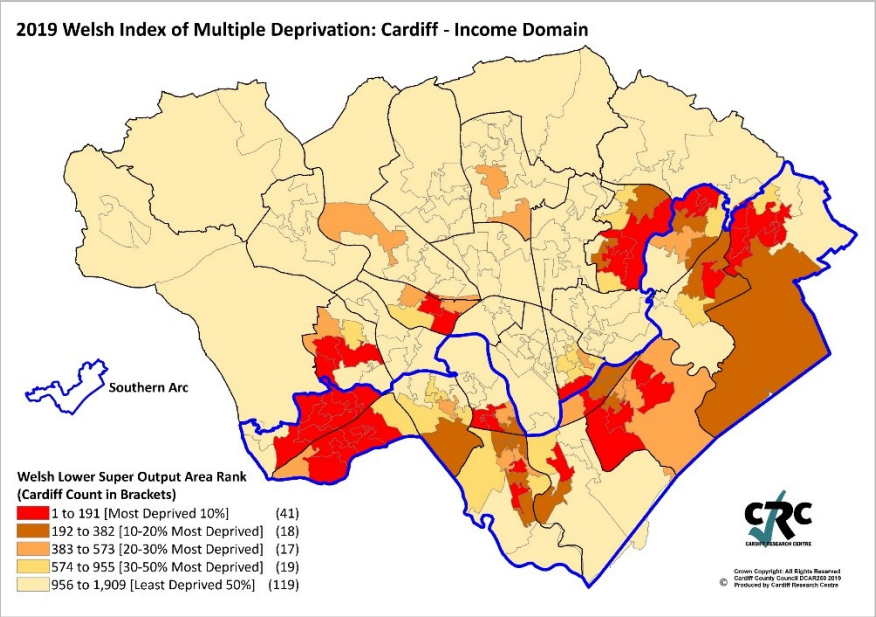 2019 Welsh Index of Multiple Deprivation: Cardiff - Income Domain
Southern Arc
Welsh Lower Super Output Area Rank
(Cardiff Count in Brackets)
1 to 191 [Most Deprived 10%] (41)
192 to 382 [10-20% Most Deprived] (18)
383 to 573 [20-30% Most Deprived] (17)
574 to 955 [30-50% Most Deprived] (19)
956 to 1,909 [Least Deprived 50%] (119)
CRC
CARDIFF RESEARCH CENTRE
Crown Copyright: All Rights Reserved
© Cardiff County Council DCAR269 2019
Produced by Cardiff Research Centre